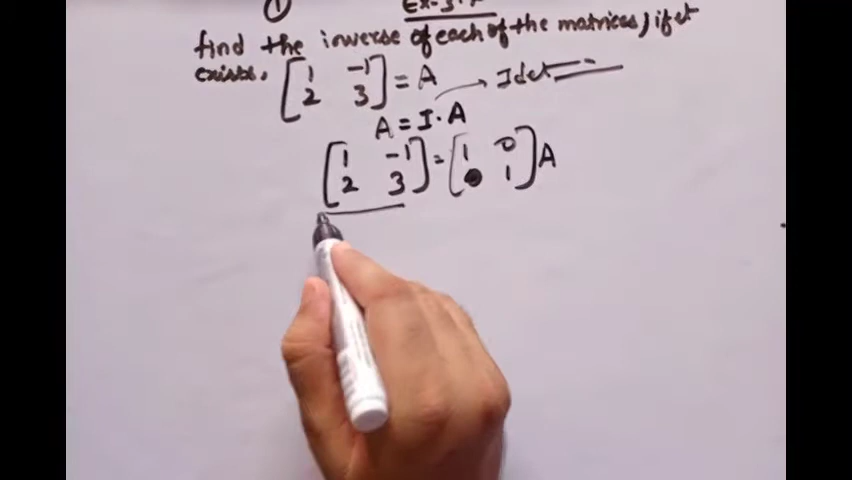 ①
Ex-3.
find the inverse of each of the matrices, if it
exists. [1 -1 2 3] = A → Idet
A = I. A
[1 -1 2 3] = [1 0 0 1] A